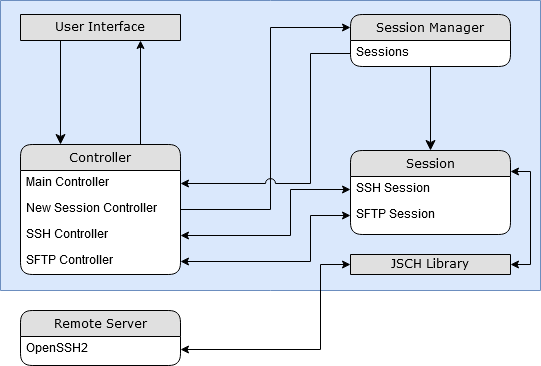 User Interface
Session Manager
Sessions
Controller
Main Controller
New Session Controller
SSH Controller
SFTP Controller
Session
SSH Session
SFTP Session
JSCH Library
Remote Server
OpenSSH2